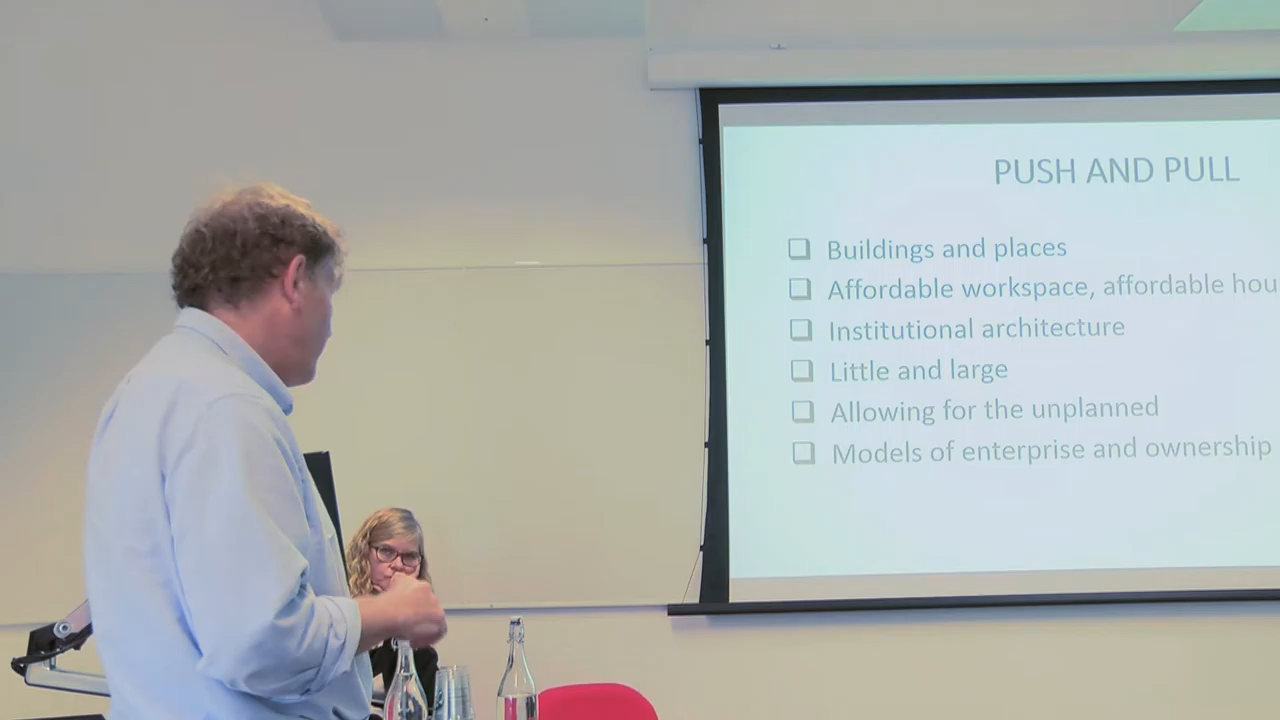 PUSH AND PULL
Buildings and places
Affordable workspace, affordable hou
Institutional architecture
Little and large
Allowing for the unplanned
Models of enterprise and ownership